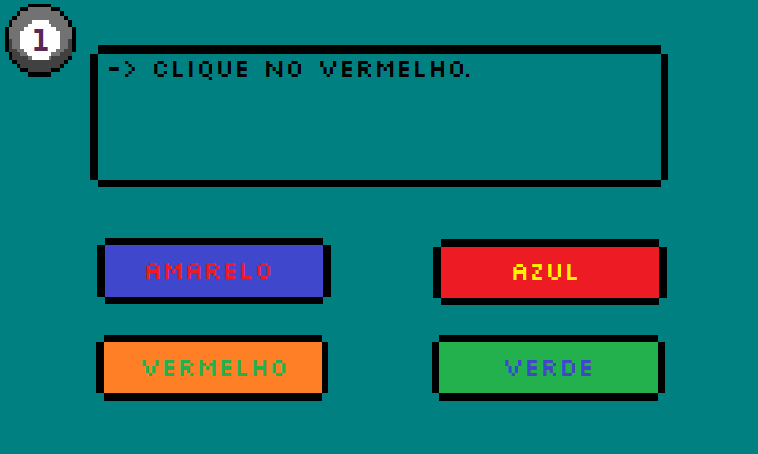 1
-> CLIQUE NO VERMELHO.
AMARELO
AZUL
VERMELHO
VERDE